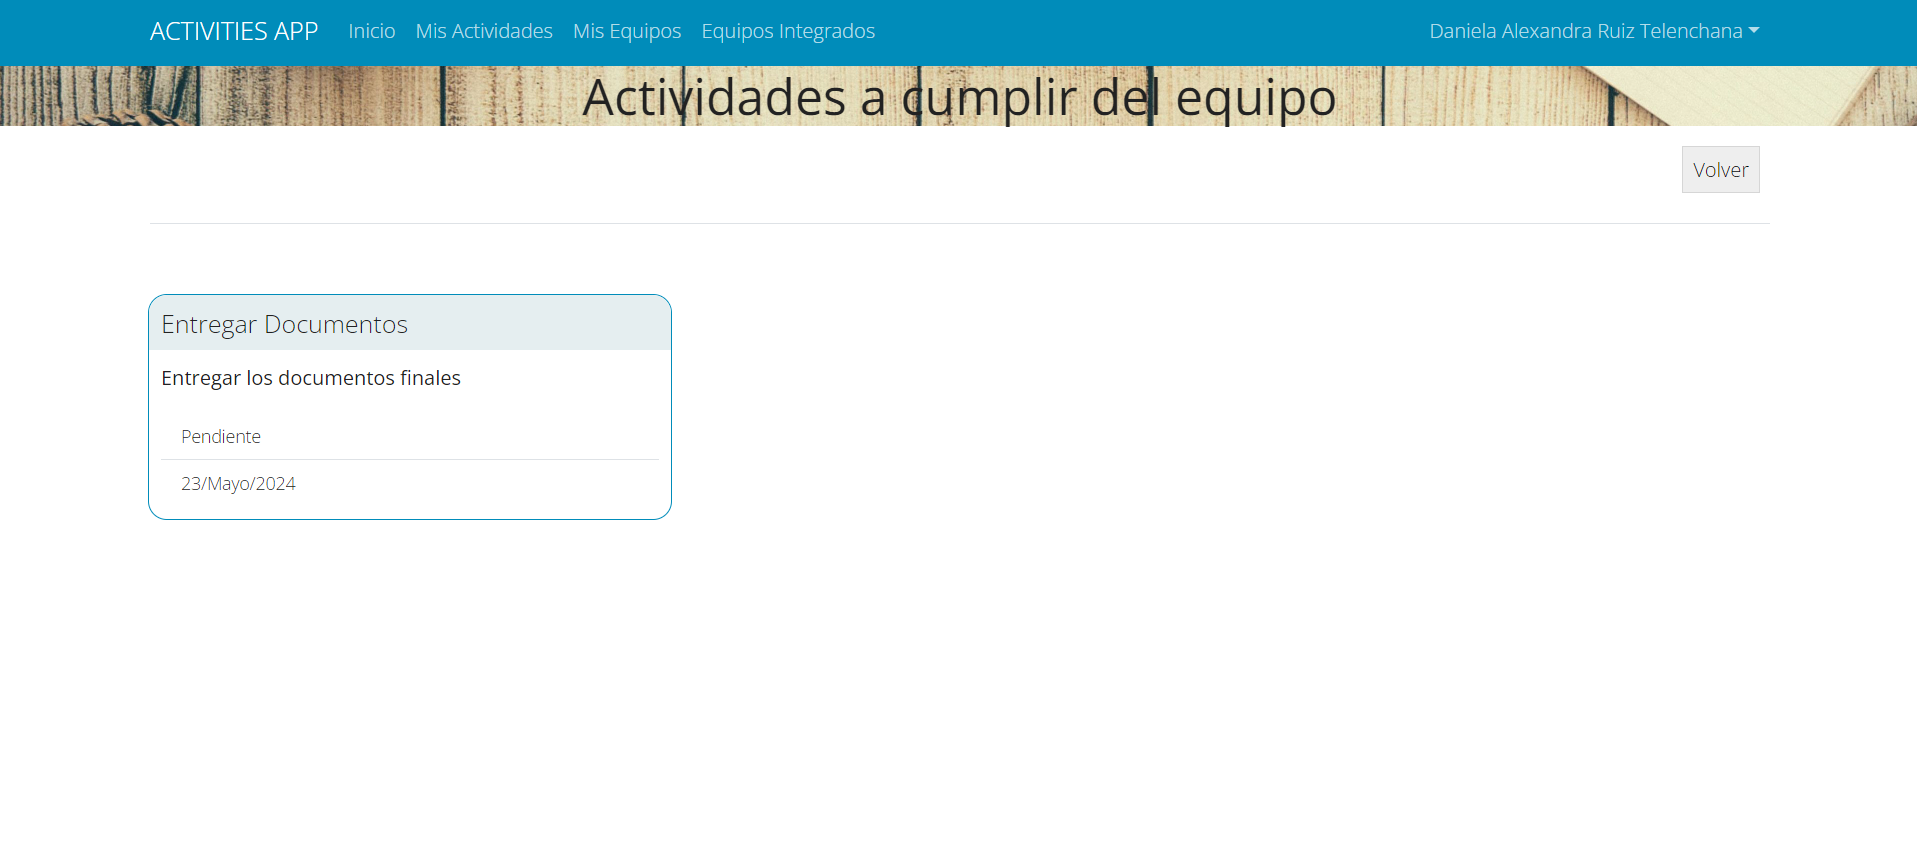 ACTIVITIES APP Inicio Mis Actividades Mis Equipos Equipos Integrados Daniela Alexandra Ruiz Telenchana
Actividades a cumplir del equipo
Volver
Entregar Documentos
Entregar los documentos finales
Pendiente
23/Mayo/2024